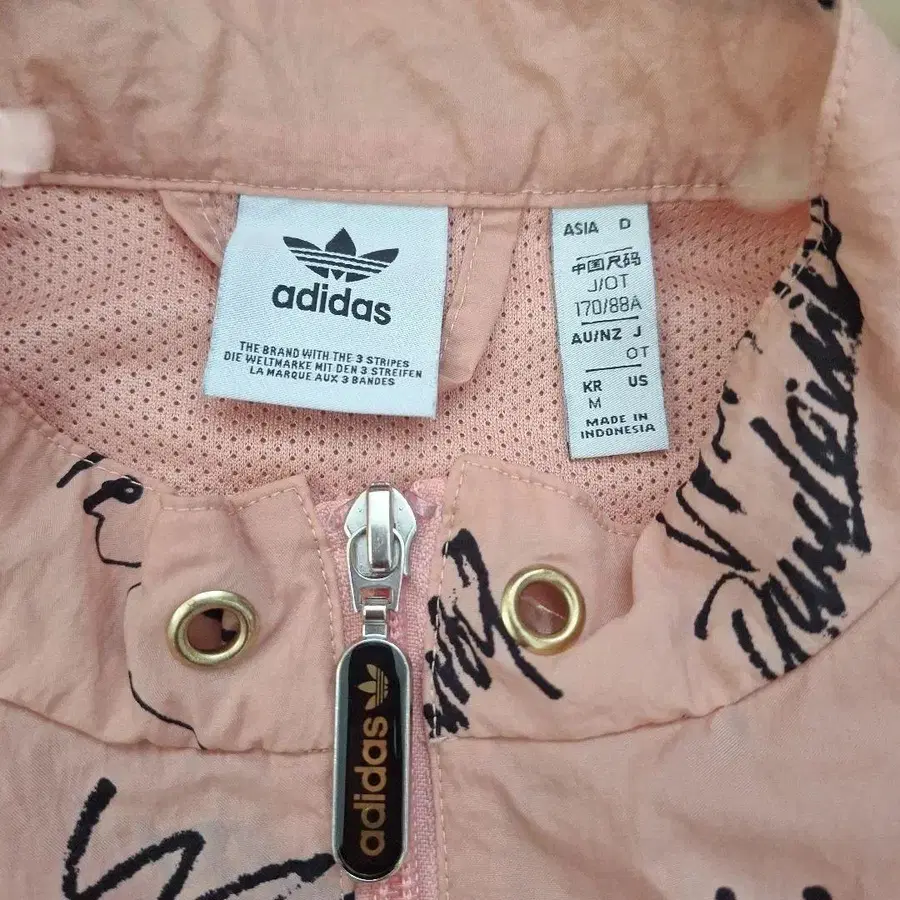 adidas
THE BRAND WITH THE 3 STRIPES
DIE WELTMARKE MIT DEN 3 STREIFEN
LA MARQUE AUX 3 BANDES
ASIA D
中国尺码
J/OT
170/88A
AU/NZ J
OT
KR US
M
MADE IN
INDONESIA
adidas